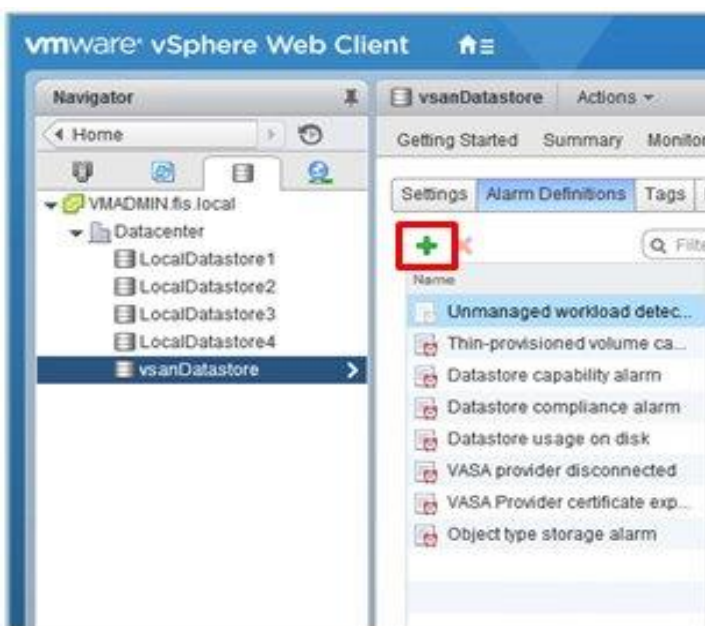 vmware® vSphere Web Client
Navigator
Home
VMADMIN.fis.local
Datacenter
LocalDatastore1
LocalDatastore2
LocalDatastore3
LocalDatastore4
vsanDatastore
vsanDatastore Actions
Getting Started Summary Monitor
Settings Alarm Definitions Tags
Filte
Name
Unmanaged workload detec...
Thin-provisioned volume ca...
Datastore capability alarm
Datastore compliance alarm
Datastore usage on disk
VASA provider disconnected
VASA Provider certificate exp...
Object type storage alarm